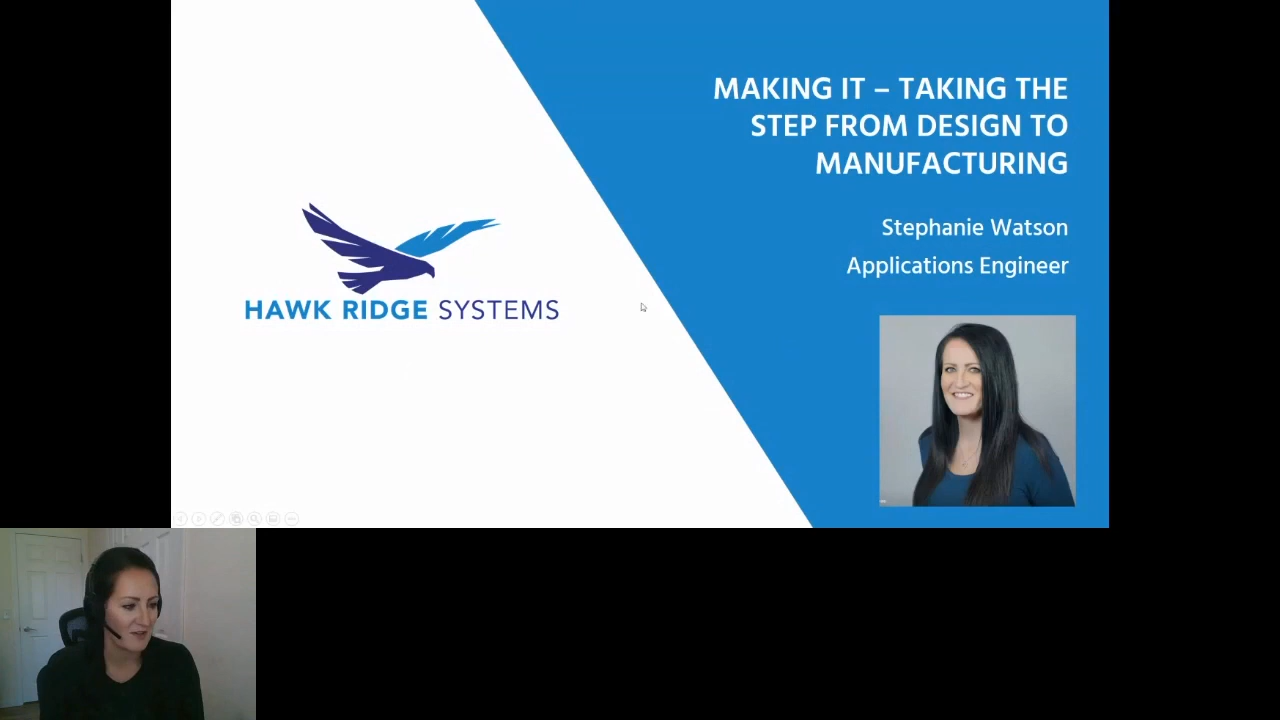 MAKING IT – TAKING THE
STEP FROM DESIGN TO
MANUFACTURING
Stephanie Watson
Applications Engineer
HAWK RIDGE SYSTEMS